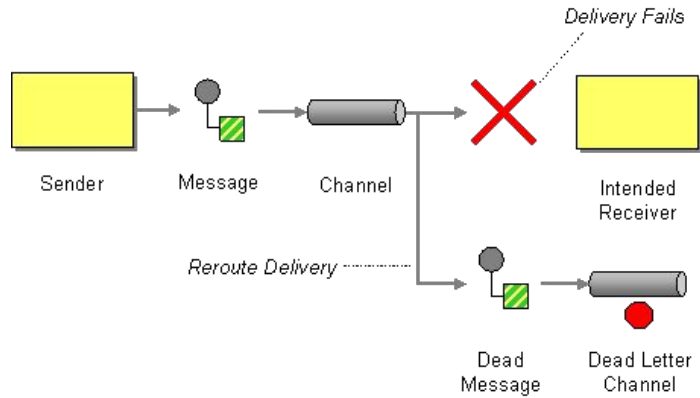 Delivery Fails
Sender
Message
Channel
Intended
Receiver
Reroute Delivery
Dead
Message
Dead Letter
Channel